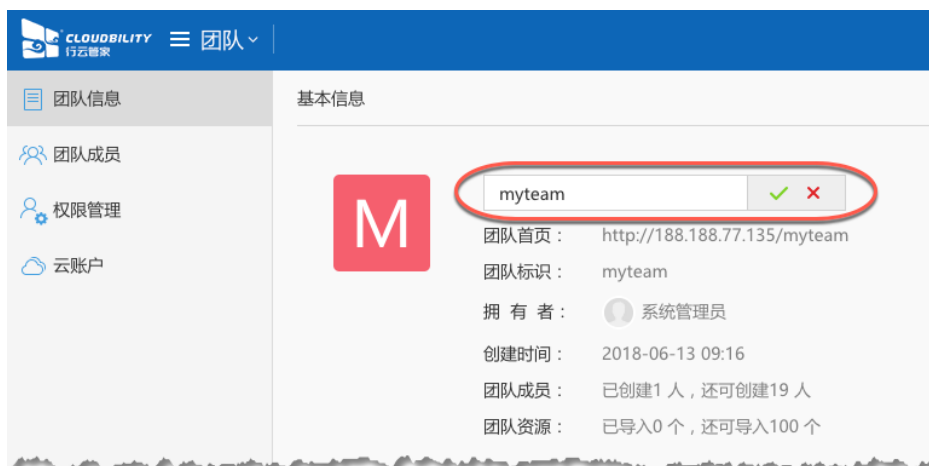 CLOUDBILITY
行云管家
团队
团队信息
团队成员
权限管理
云账户
基本信息
M
myteam
团队首页： http://188.188.77.135/myteam
团队标识： myteam
拥 有 者： 系统管理员
创建时间： 2018-06-13 09:16
团队成员： 已创建1 人，还可创建19 人
团队资源： 已导入0 个，还可导入100 个